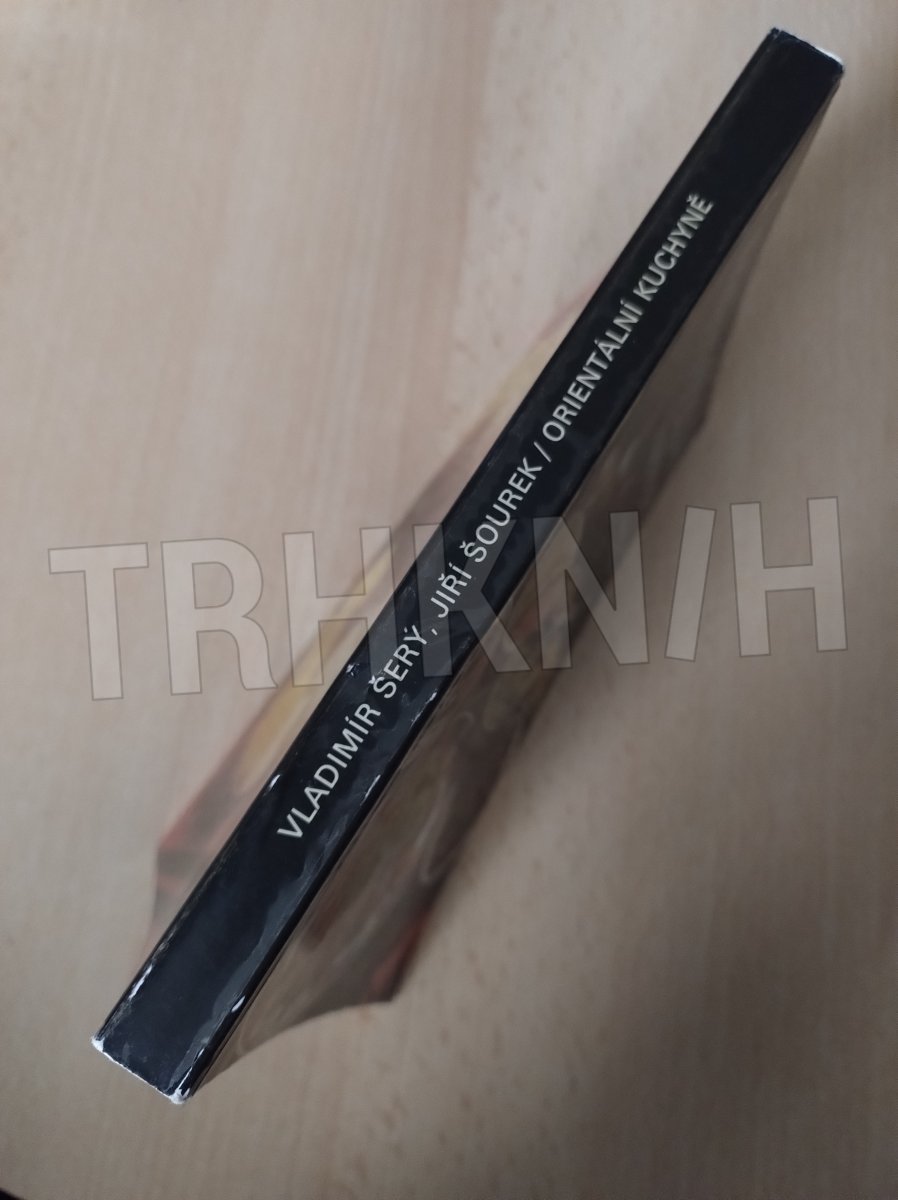 VLADIMÍR ŠERÝ, JIŘÍ ŠOUREK / ORIENTÁLNÍ KUCHYNĚ
TRHKNIH